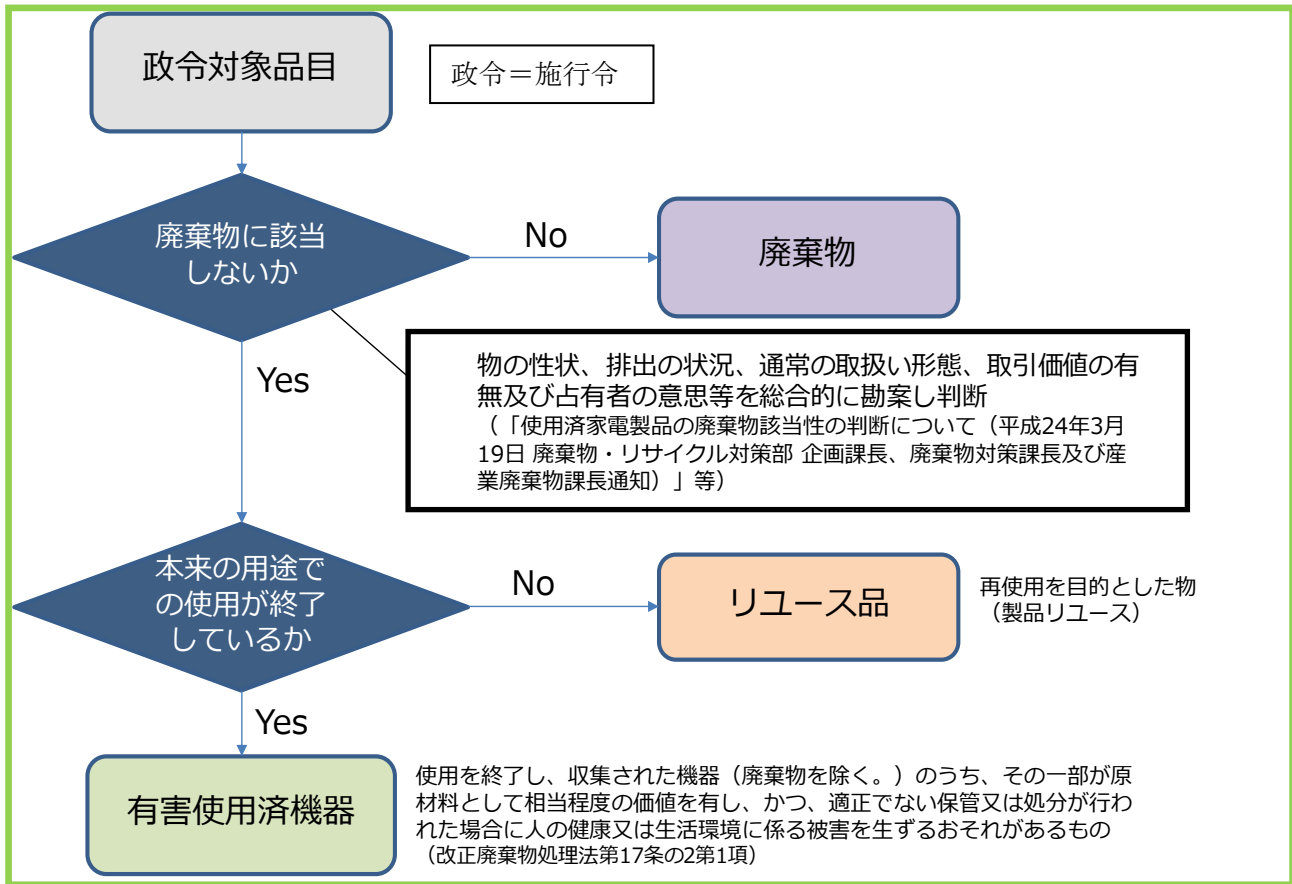 政令対象品目
政令＝施行令
廃棄物に該当
しないか
No
廃棄物
Yes
物の性状、排出の状況、通常の取扱い形態、取引価値の有
無及び占有者の意思等を総合的に勘案し判断
（「使用済家電製品の廃棄物該当性の判断について（平成24年3月
19日 廃棄物・リサイクル対策部 企画課長、廃棄物対策課長及び産
業廃棄物課長通知）」等）
本来の用途で
の使用が終了
しているか
No
リユース品
再使用を目的とした物
（製品リユース）
Yes
有害使用済機器
使用を終了し、収集された機器（廃棄物を除く。）のうち、その一部が原
材料として相当程度の価値を有し、かつ、適正でない保管又は処分が行わ
れた場合に人の健康又は生活環境に係る被害を生ずるおそれがあるもの
（改正廃棄物処理法第17条の2第1項）